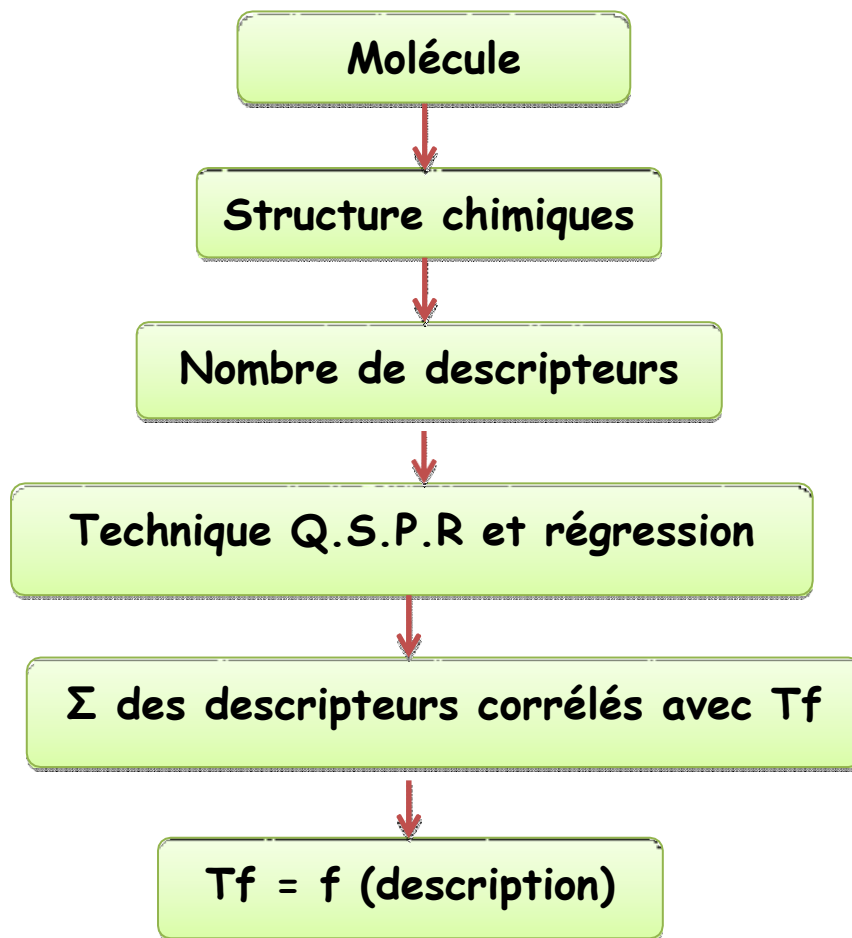 Molécule
Structure chimiques
Nombre de descripteurs
Technique Q.S.P.R et régression
Σ des descripteurs corrélés avec Tf
Tf = f (description)